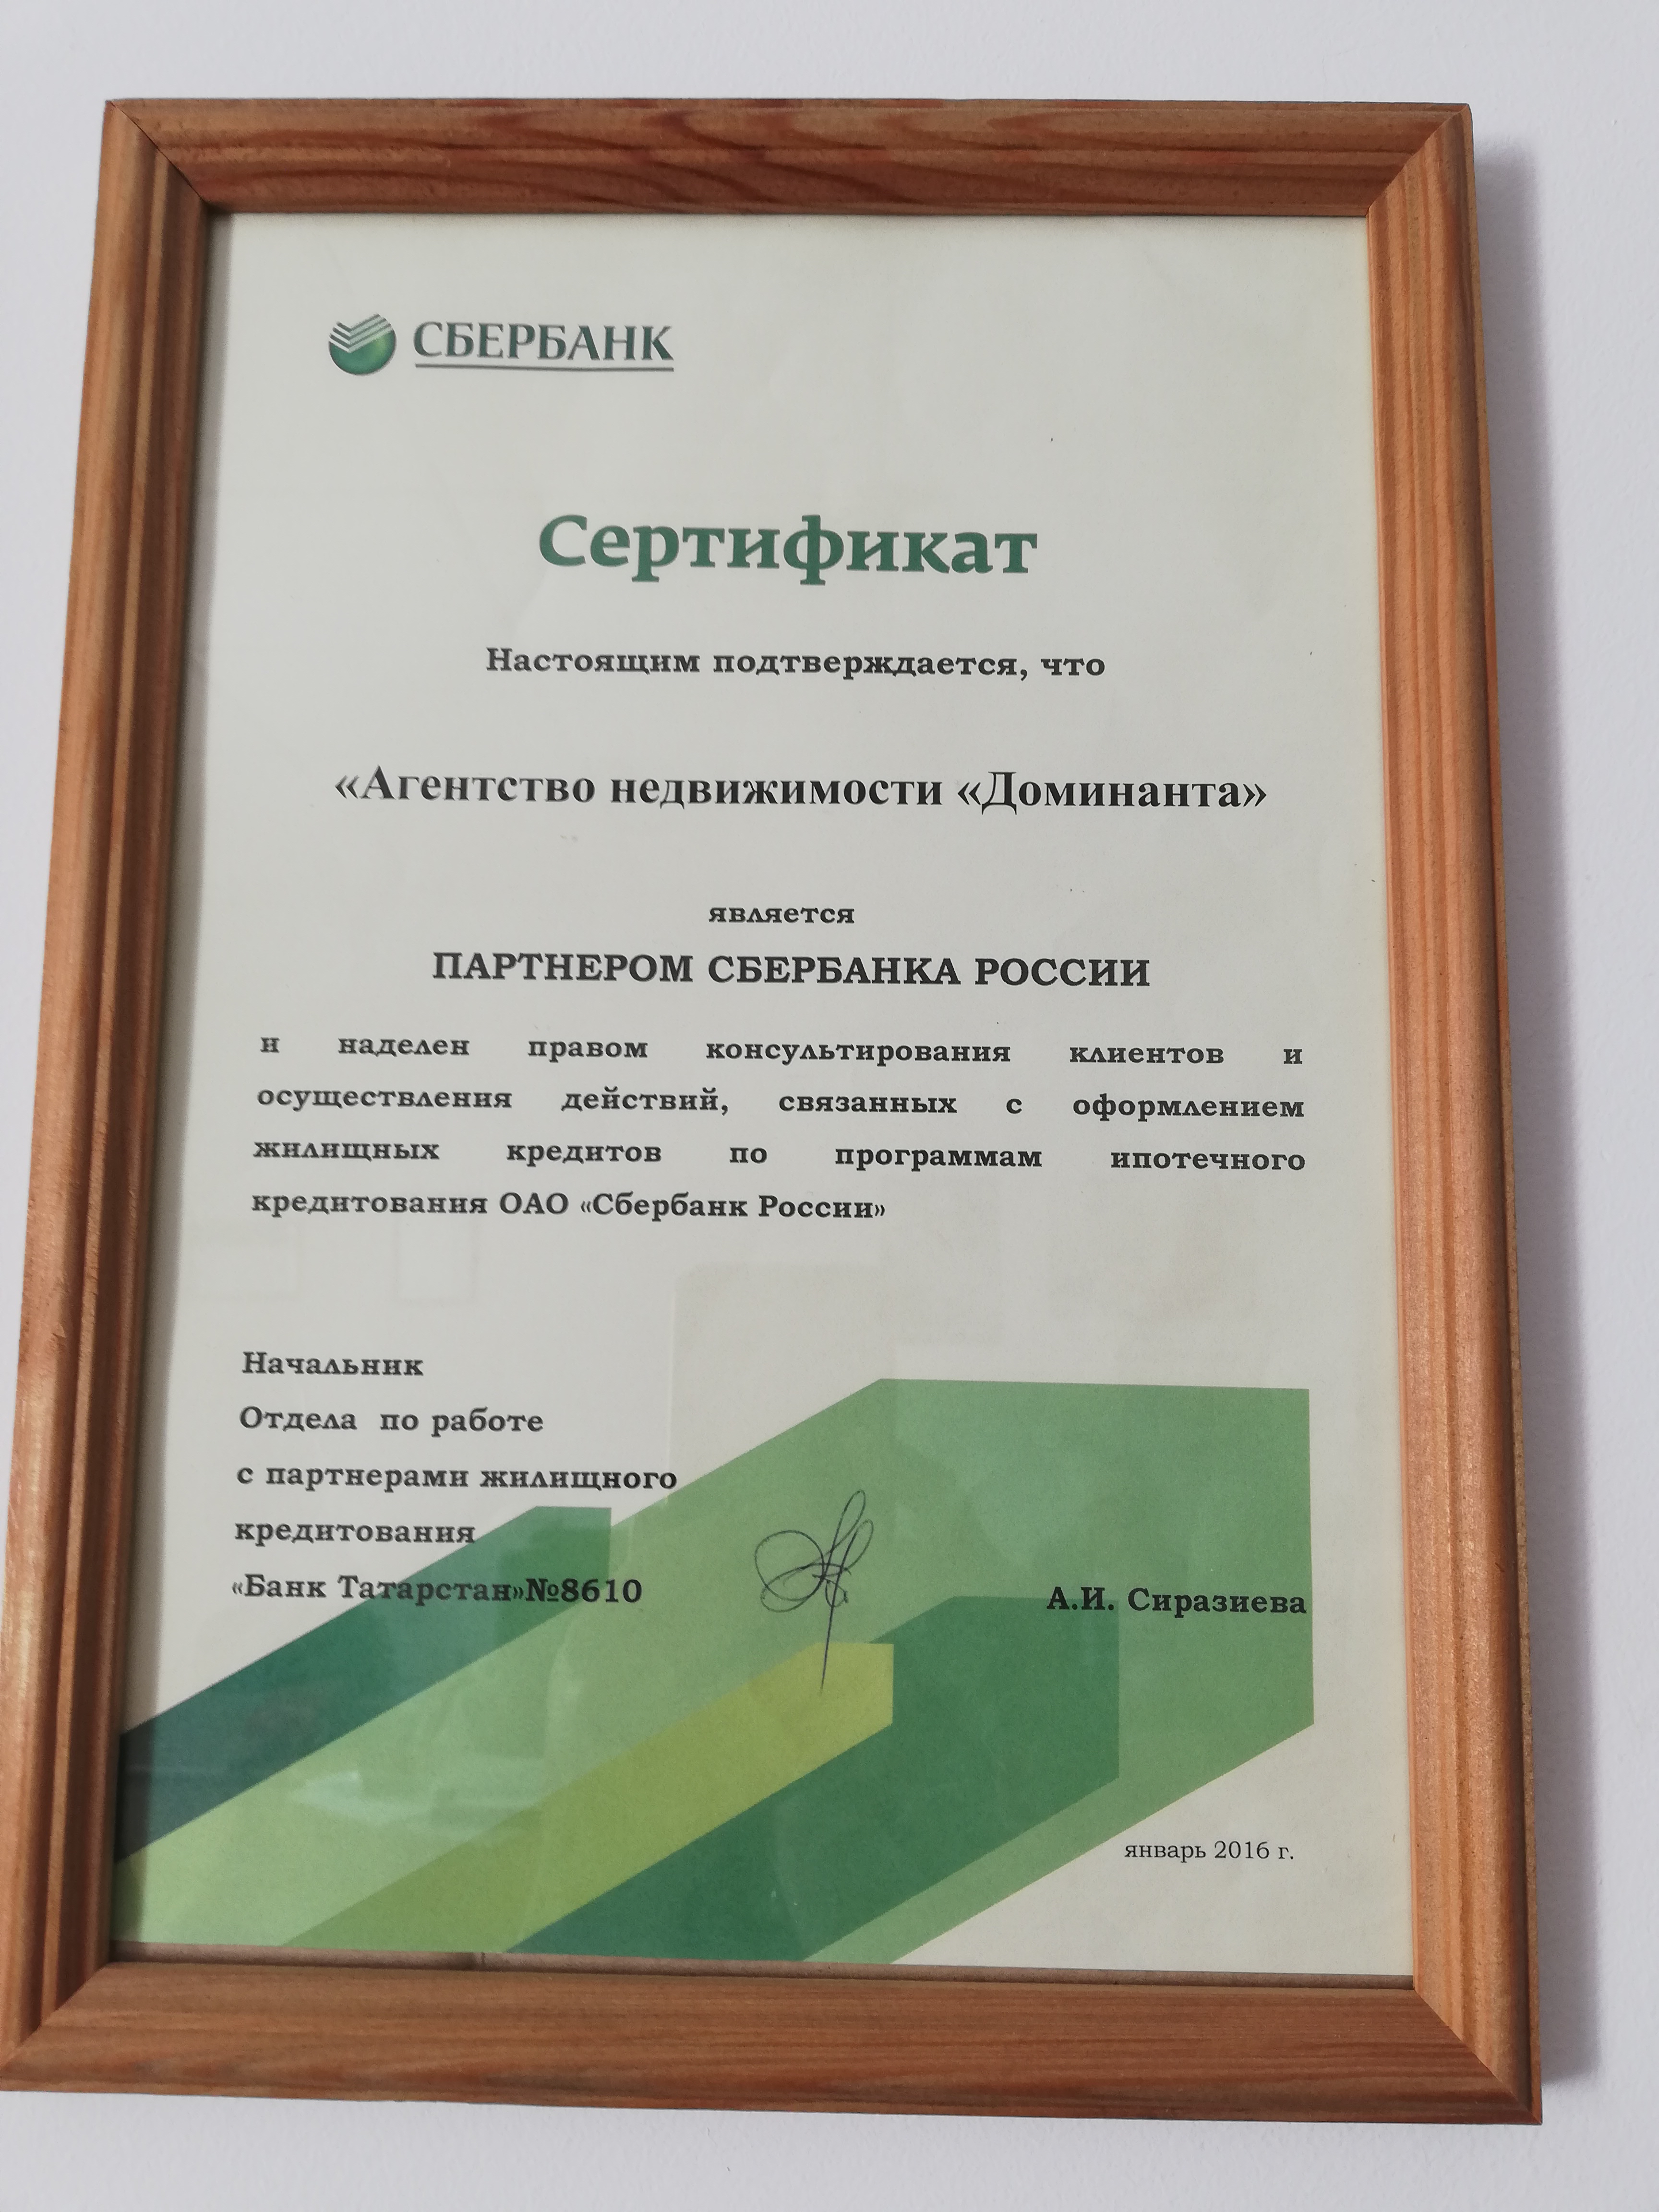 СБЕРБАНК
Сертификат
Настоящим подтверждается, что
«Агентство недвижимости «Доминанта»
является
ПАРТНЕРОМ СБЕРБАНКА РОССИИ
и наделен правом консультирования клиентов и
осуществления действий, связанных с оформлением
жилищных кредитов по программам ипотечного
кредитования ОАО «Сбербанк России»
Начальник
Отдела по работе
с партнерами жилищного
кредитования
«Банк Татарстан»№8610
А.И. Сиразиева
январь 2016 г.